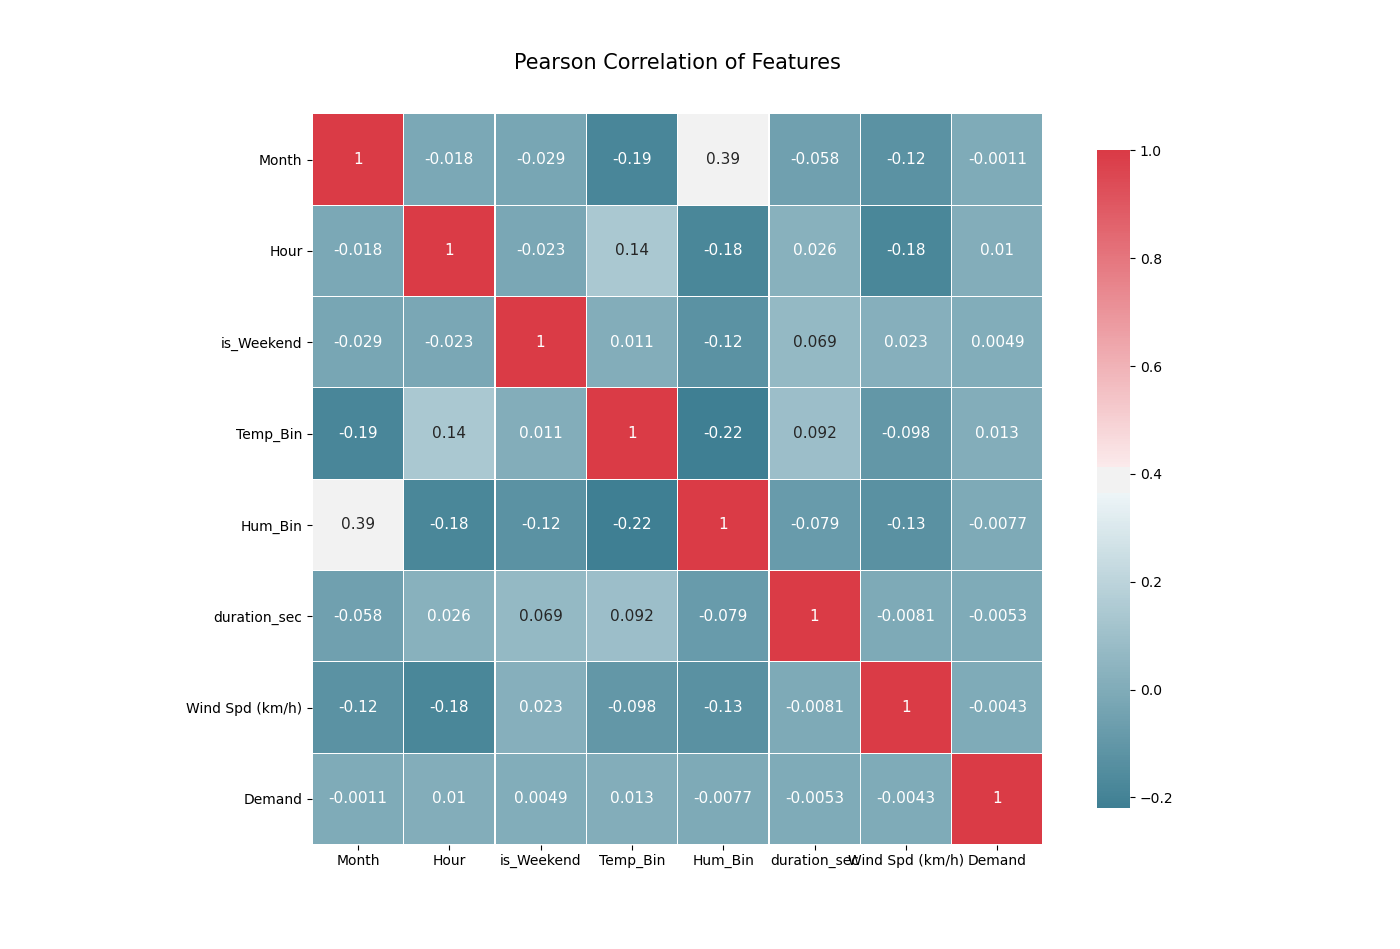 Pearson Correlation of Features
Month 1 -0.018 -0.029 -0.19 0.39 -0.058 -0.12 -0.0011
Hour -0.018 1 -0.023 0.14 -0.18 0.026 -0.18 0.01
is_Weekend -0.029 -0.023 1 0.011 -0.12 0.069 0.023 0.0049
Temp_Bin -0.19 0.14 0.011 1 -0.22 0.092 -0.098 0.013
Hum_Bin 0.39 -0.18 -0.12 -0.22 1 -0.079 -0.13 -0.0077
duration_sec -0.058 0.026 0.069 0.092 -0.079 1 -0.0081 -0.0053
Wind Spd (km/h) -0.12 -0.18 0.023 -0.098 -0.13 -0.0081 1 -0.0043
Demand -0.0011 0.01 0.0049 0.013 -0.0077 -0.0053 -0.0043 1
Month Hour is_Weekend Temp_Bin Hum_Bin duration_sec Wind Spd (km/h) Demand
1.0
0.8
0.6
0.4
0.2
0.0
−0.2